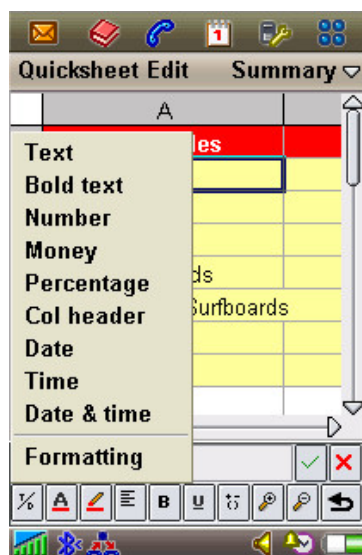 1
Quicksheet Edit Summary
A
les
Text
Bold text
Number
Money
ds
Percentage
Surfboards
Col header
Date
Time
Date & time
Formatting
B U